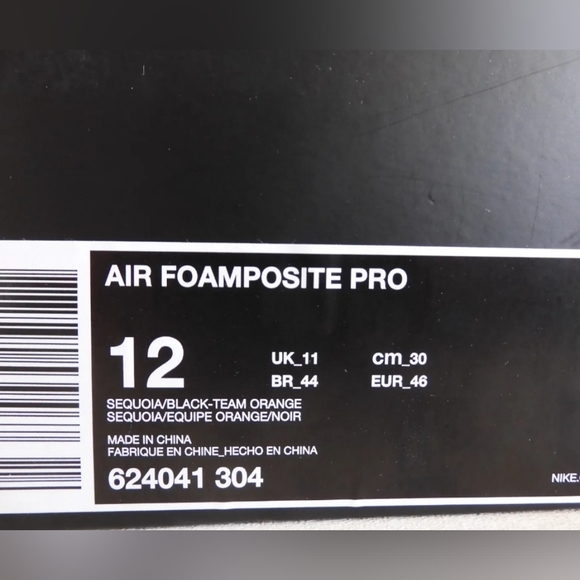 AIR FOAMPOSITE PRO
12
UK_11 cm_30
BR_44 EUR_46
SEQUOIA/BLACK-TEAM ORANGE
SEQUOIA/EQUIPE ORANGE/NOIR
MADE IN CHINA
FABRIQUE EN CHINE_HECHO EN CHINA
624041 304
NIKE.